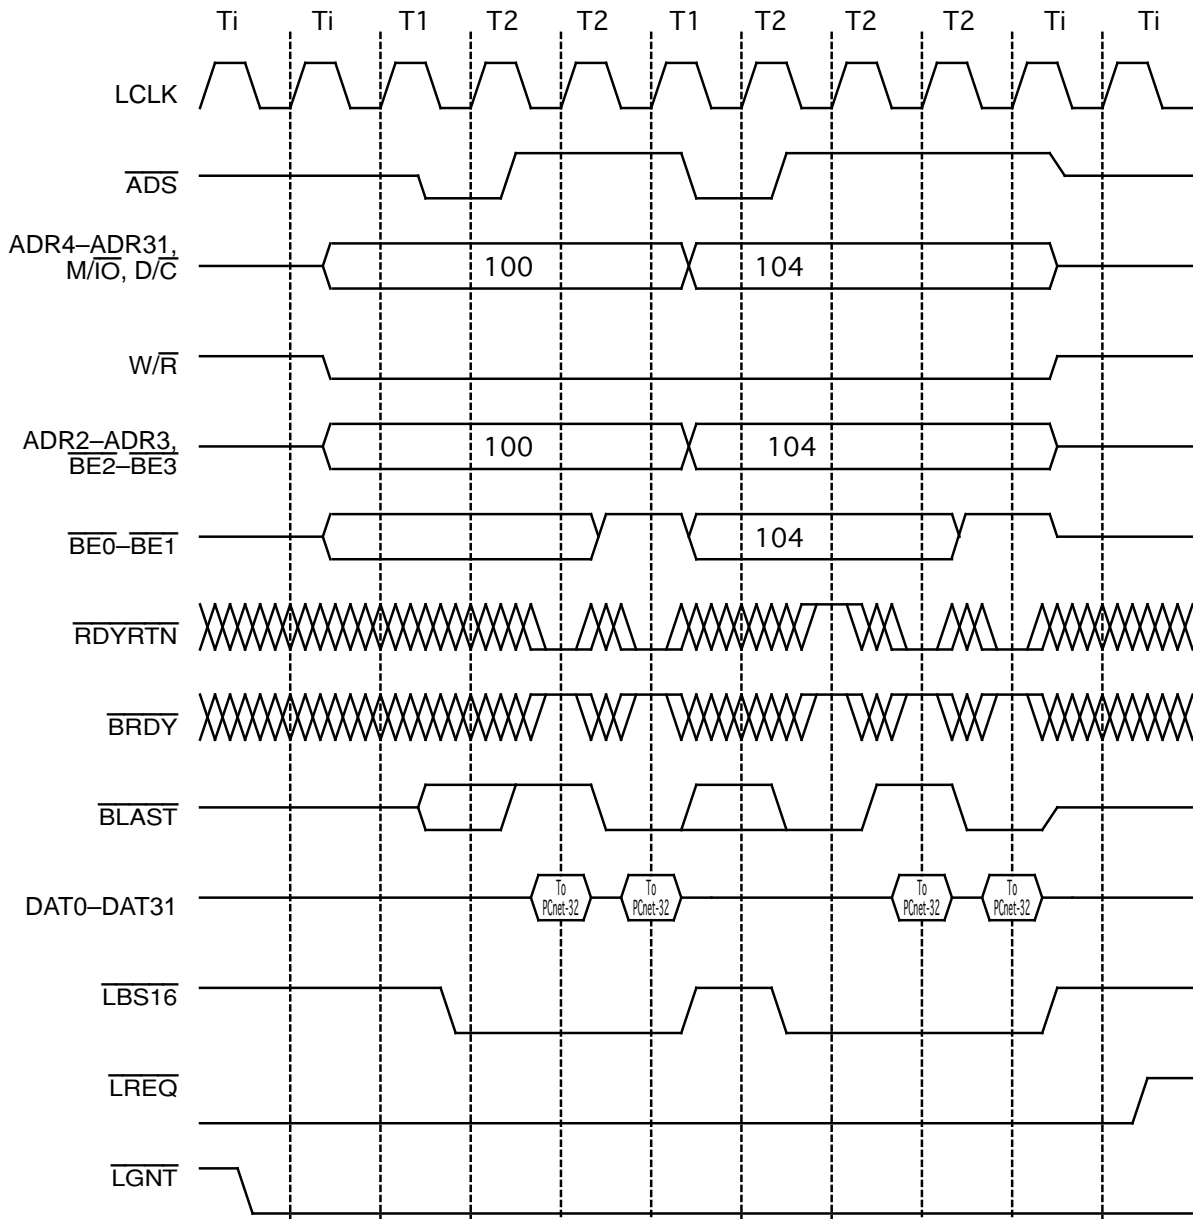 Ti Ti T1 T2 T2 T1 T2 T2 T2 Ti Ti
LCLK
ADS
ADR4–ADR31,
M/IO, D/C
100 104
W/R
ADR2–ADR3,
BE2–BE3
100 104
BE0–BE1
104
RDYRTN
BRDY
BLAST
DAT0–DAT31
To To To To
PCnet-32 PCnet-32 PCnet-32 PCnet-32
LBS16
LREQ
LGNT